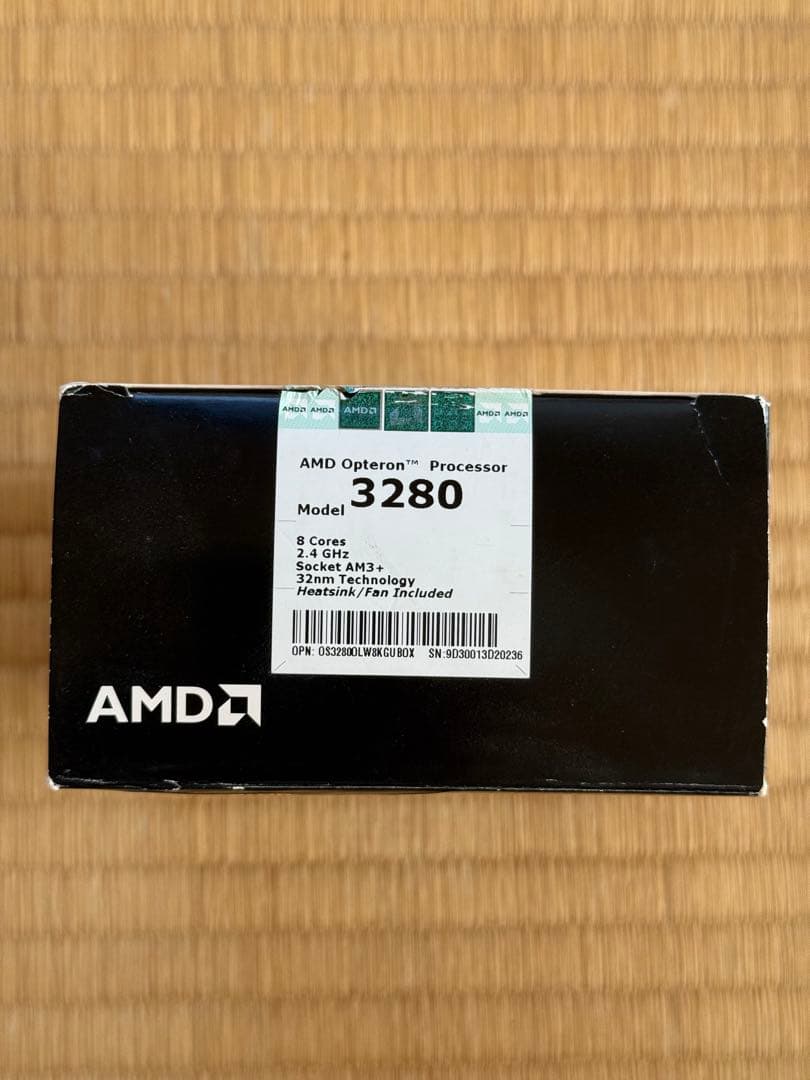 AMD AMD AMD AMD AMD
AMD Opteron™ Processor
Model 3280
8 Cores
2.4 GHz
Socket AM3+
32nm Technology
Heatsink/Fan Included
OPN: OS3280OLW8KGUBOX SN:9D30013D20236
AMD